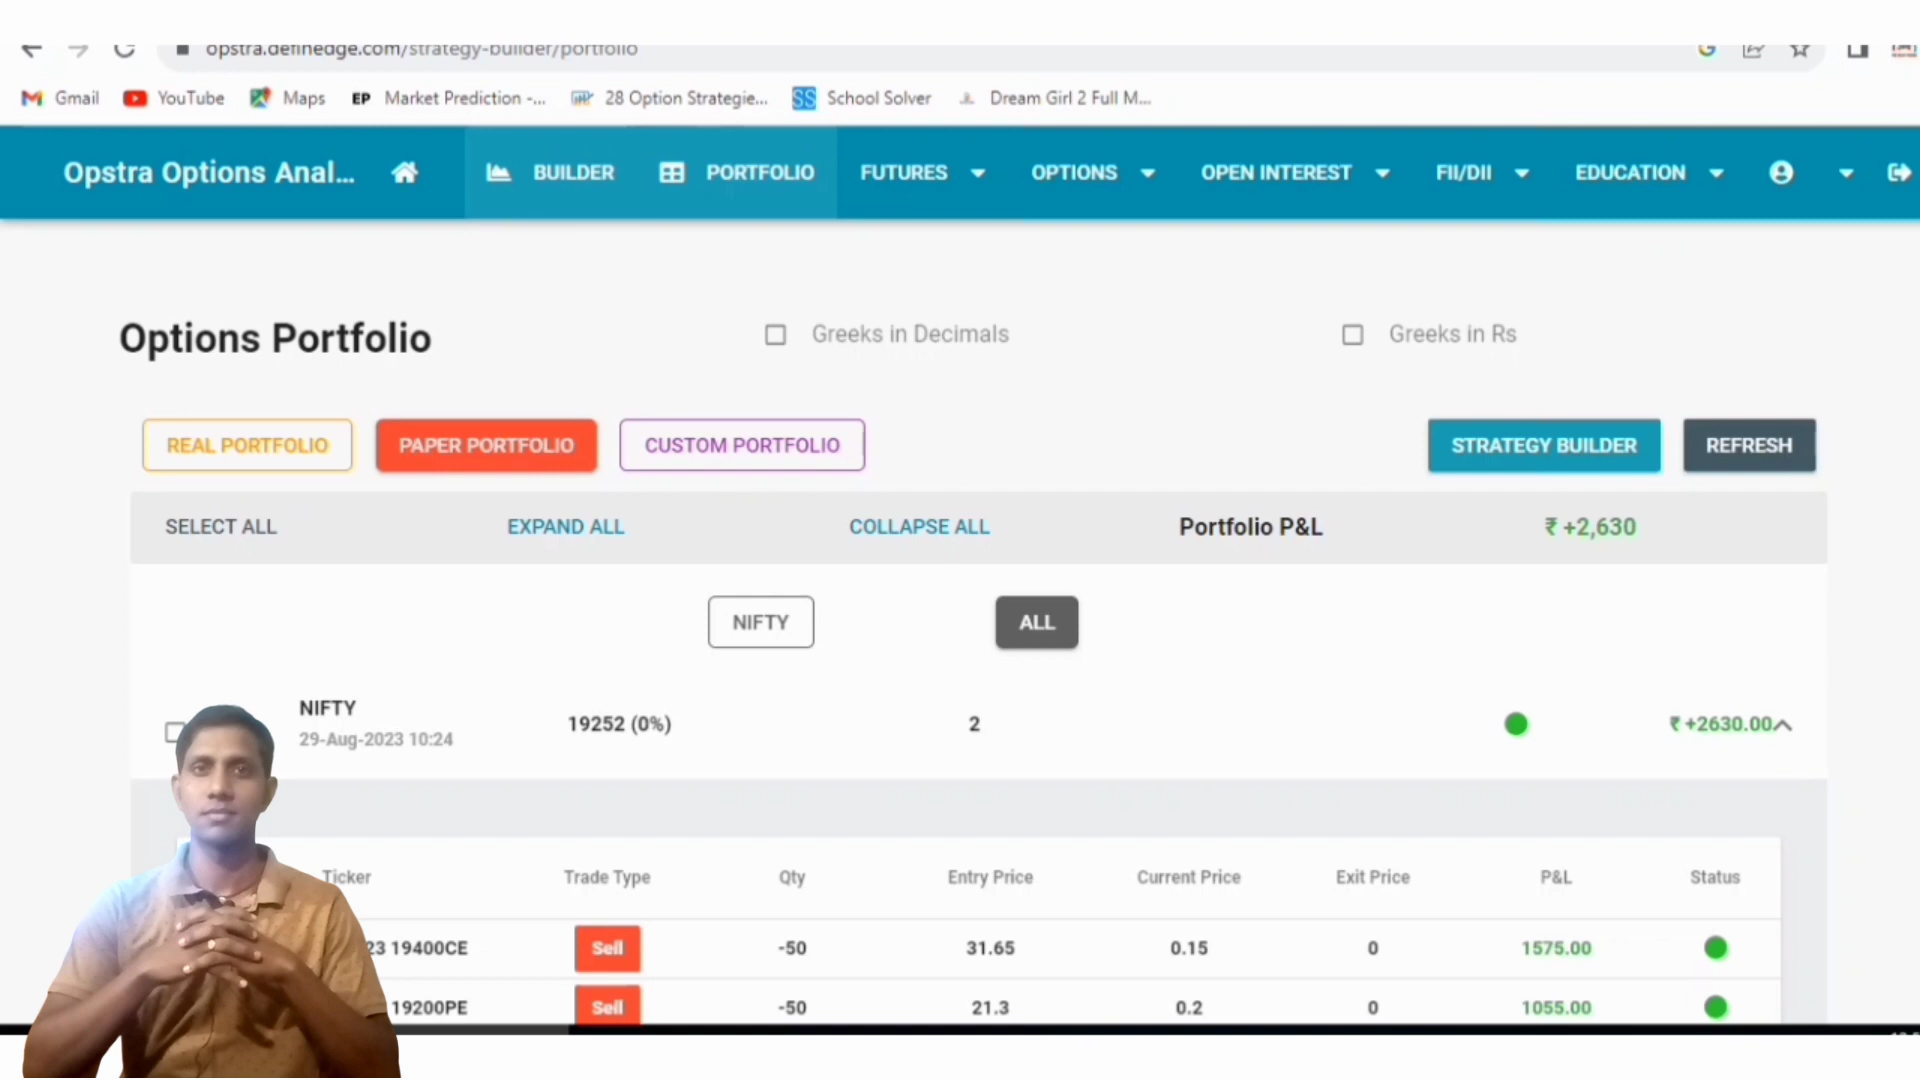 opstra.definedge.com/strategy-builder/portfolio
Gmail YouTube Maps EP Market Prediction -... 28 Option Strategie... SS School Solver Dream Girl 2 Full M...
Opstra Options Anal... BUILDER PORTFOLIO FUTURES OPTIONS OPEN INTEREST FII/DII EDUCATION
Options Portfolio Greeks in Decimals Greeks in Rs
REAL PORTFOLIO PAPER PORTFOLIO CUSTOM PORTFOLIO STRATEGY BUILDER REFRESH
SELECT ALL EXPAND ALL COLLAPSE ALL Portfolio P&L ₹ +2,630
NIFTY ALL
NIFTY 19252 (0%) 2 ₹ +2630.00
29-Aug-2023 10:24
Ticker Trade Type Qty Entry Price Current Price Exit Price P&L Status
23 19400CE Sell -50 31.65 0.15 0 1575.00
19200PE Sell -50 21.3 0.2 0 1055.00